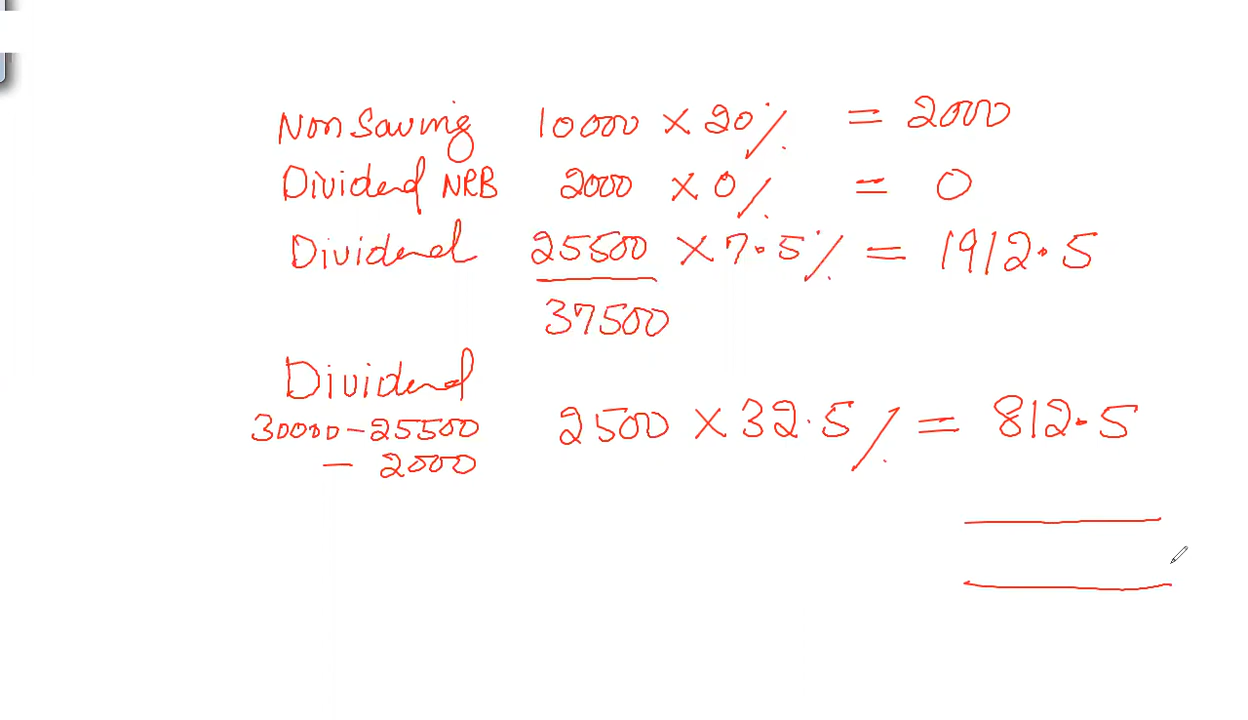 Non Saving 10000 × 20% = 2000
Dividend NRB 2000 × 0% = 0
Dividend 25500 × 7.5% = 1912.5
37500
Dividend
30000 - 25500 2500 × 32.5% = 812.5
- 2000